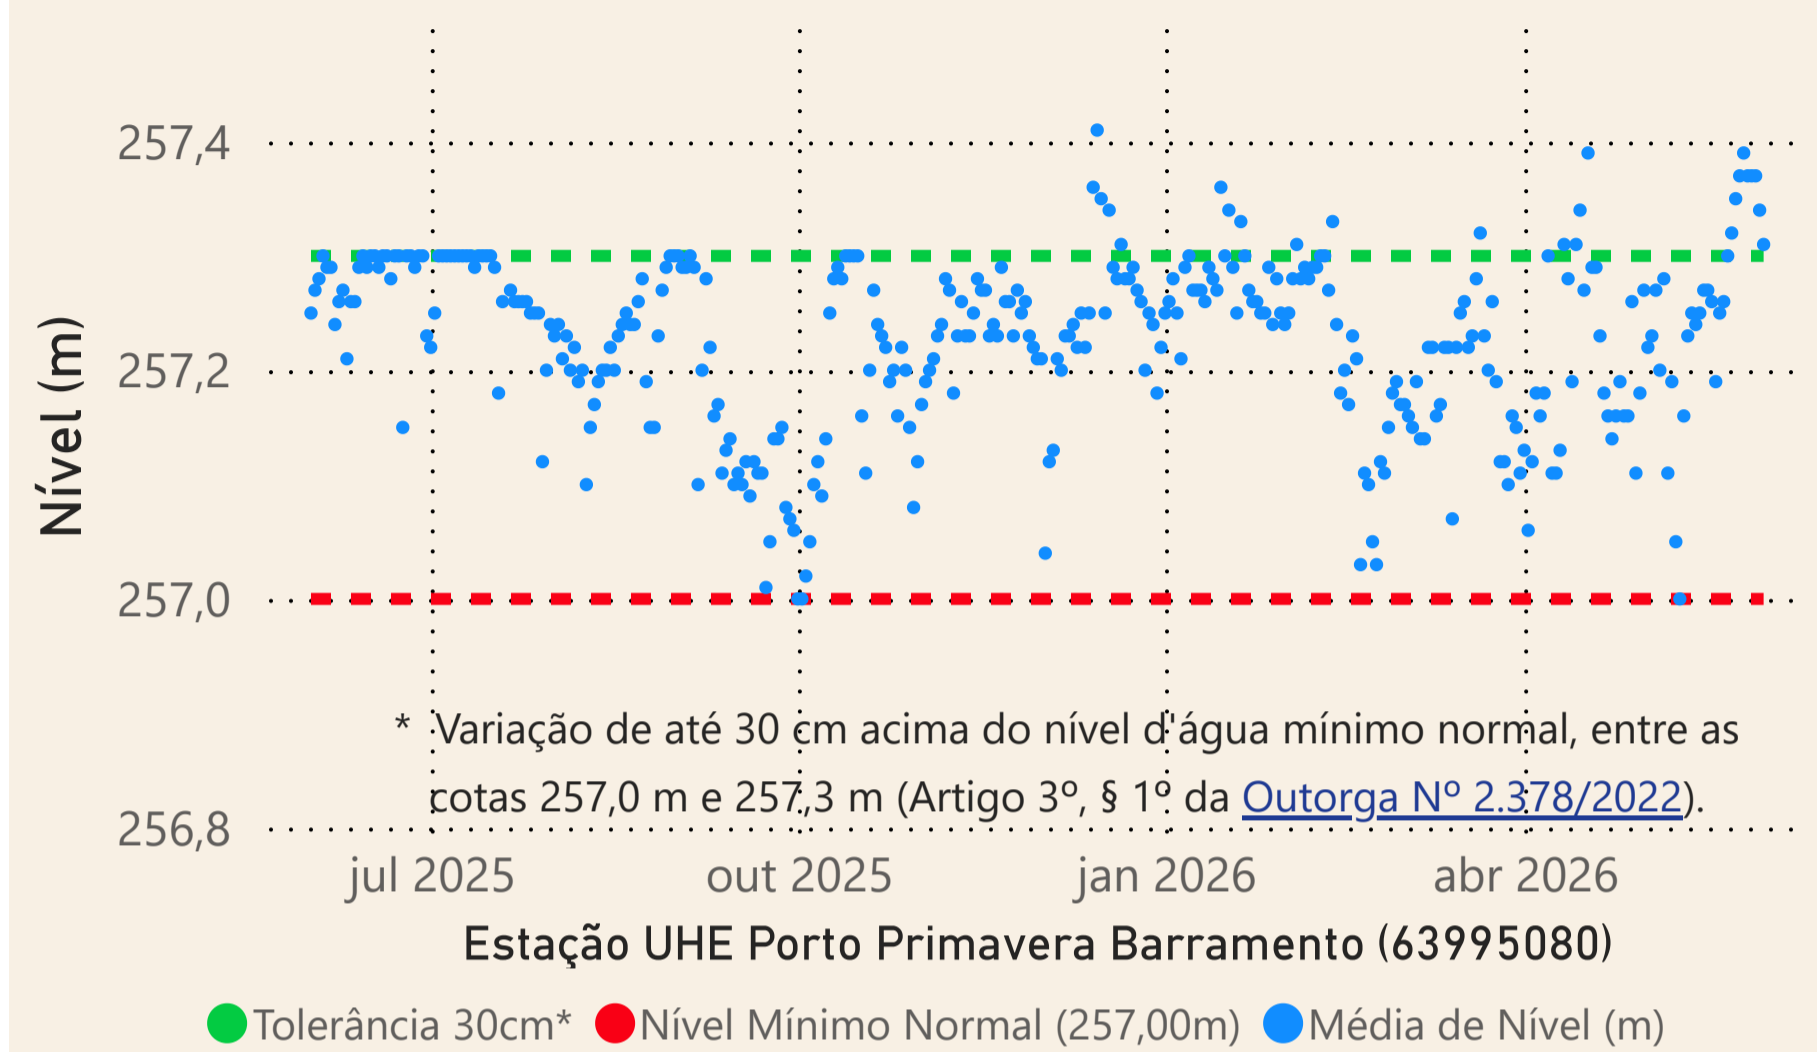 257,4
257,2
257,0
256,8
Nível (m)
* Variação de até 30 cm acima do nível d'água mínimo normal, entre as
cotas 257,0 m e 257,3 m (Artigo 3º, § 1º da Outorga Nº 2.378/2022).
jul 2025 out 2025 jan 2026 abr 2026
Estação UHE Porto Primavera Barramento (63995080)
Tolerância 30cm* Nível Mínimo Normal (257,00m) Média de Nível (m)